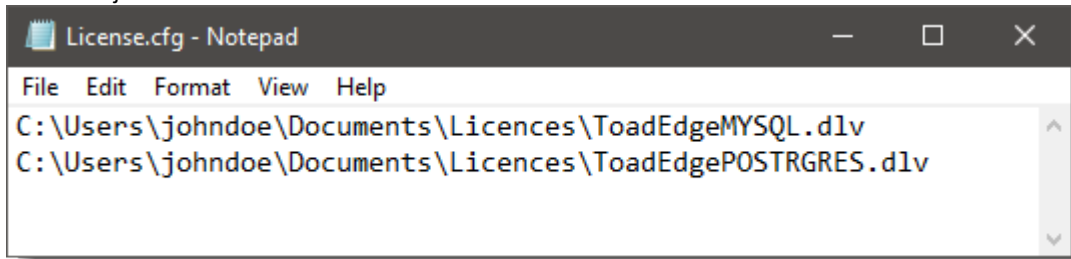 License.cfg - Notepad
File Edit Format View Help
C:\Users\johndoe\Documents\Licences\ToadEdgeMYSQL.dlv
C:\Users\johndoe\Documents\Licences\ToadEdgePOSTRGRES.dlv